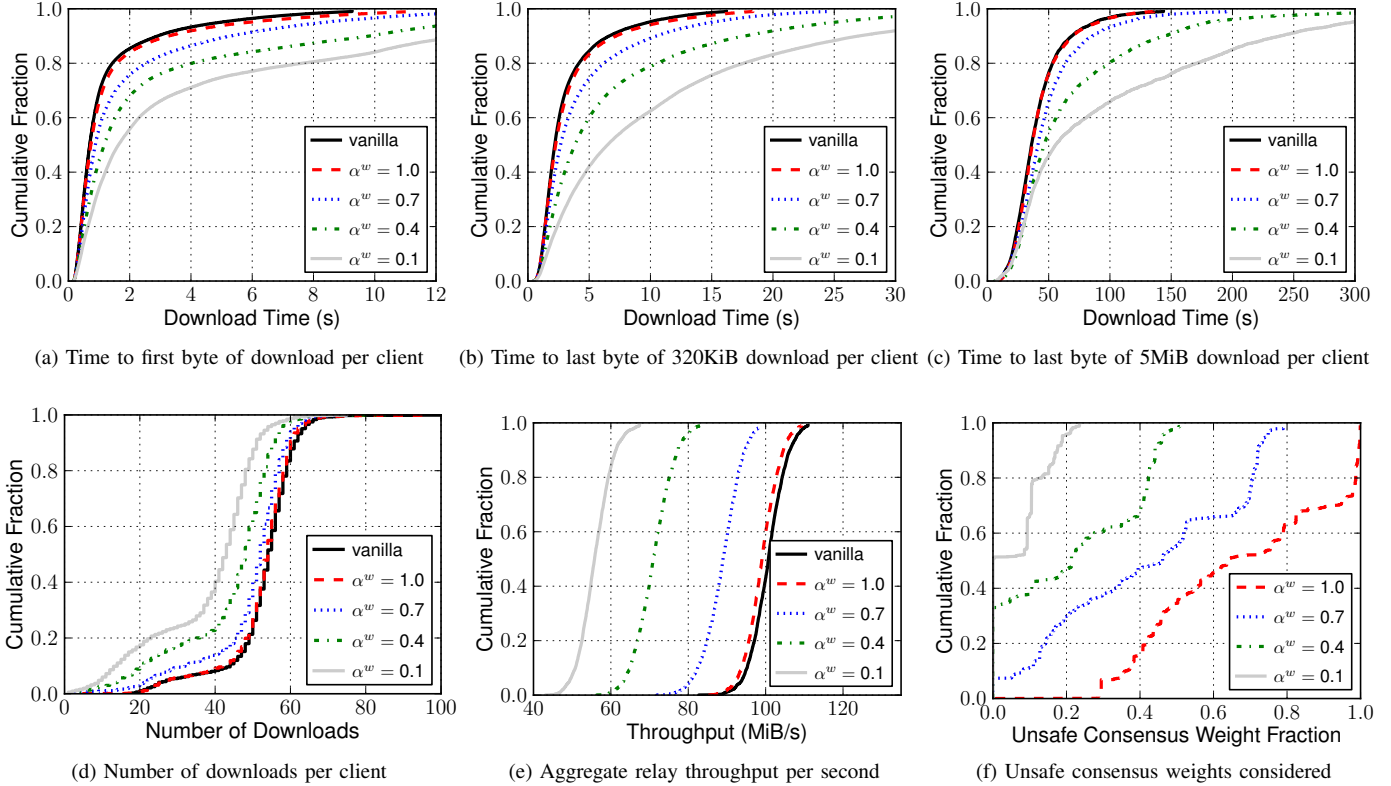 Cumulative Fraction
1.0
0.8
0.6
0.4
0.2
0.0
0 2 4 6 8 10 12
Download Time (s)
vanilla
α^w = 1.0
α^w = 0.7
α^w = 0.4
α^w = 0.1
(a) Time to first byte of download per client
Cumulative Fraction
1.0
0.8
0.6
0.4
0.2
0.0
0 5 10 15 20 25 30
Download Time (s)
vanilla
α^w = 1.0
α^w = 0.7
α^w = 0.4
α^w = 0.1
(b) Time to last byte of 320KiB download per client
Cumulative Fraction
1.0
0.8
0.6
0.4
0.2
0.0
0 50 100 150 200 250 300
Download Time (s)
vanilla
α^w = 1.0
α^w = 0.7
α^w = 0.4
α^w = 0.1
(c) Time to last byte of 5MiB download per client
Cumulative Fraction
1.0
0.8
0.6
0.4
0.2
0.0
0 20 40 60 80 100
Number of Downloads
vanilla
α^w = 1.0
α^w = 0.7
α^w = 0.4
α^w = 0.1
(d) Number of downloads per client
Cumulative Fraction
1.0
0.8
0.6
0.4
0.2
0.0
40 60 80 100 120
Throughput (MiB/s)
vanilla
α^w = 1.0
α^w = 0.7
α^w = 0.4
α^w = 0.1
(e) Aggregate relay throughput per second
Cumulative Fraction
1.0
0.8
0.6
0.4
0.2
0.0
0.0 0.2 0.4 0.6 0.8 1.0
Unsafe Consensus Weight Fraction
α^w = 1.0
α^w = 0.7
α^w = 0.4
α^w = 0.1
(f) Unsafe consensus weights considered